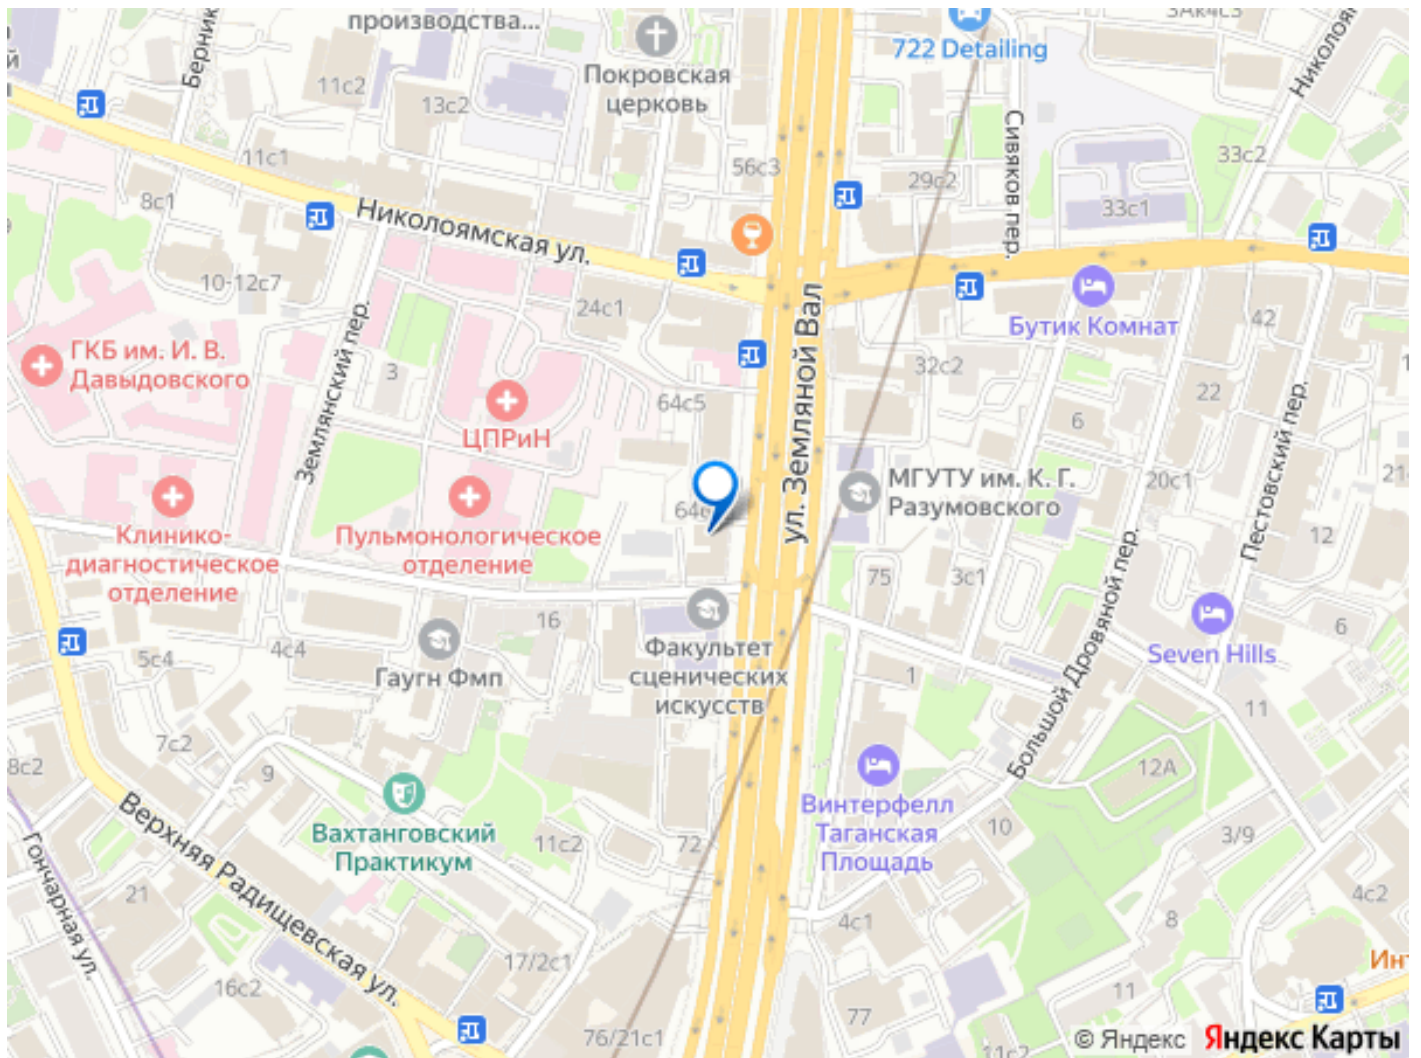 производства...
Берник
11с2
13с2
Покровская
церковь
722 Detailing
3Ак4с3
Николоям
11с1
8с1
10-12с7
Николоямская ул.
56с3
29с2
Сивяков пер.
33с2
33с1
24с1
Бутик Комнат
42
ГКБ им. И. В.
Давыдовского
Землянский пер.
3
ЦПРиН
64с5
ул. Земляной Вал
32с2
6
22
Пестовский пер.
Клинико-
диагностическое
отделение
Пульмонологическое
отделение
МГУТУ им. К. Г.
Разумовского
20с1
12
75
3с1
16
Факультет
сценических
искусств
5с4
4с4
Гаугн Фмп
1
Большой Дровяной пер.
Seven Hills
6
11
7с2
8с2
9
12А
Вахтанговский
Практикум
11с2
72
Винтерфелл
Таганская
Площадь
10
3/9
Верхняя Радищевская ул.
Гончарная ул.
21
4с1
8
4с2
16с2
17/2с1
76/21с1
77
11
11с2
© Яндекс Яндекс Карты